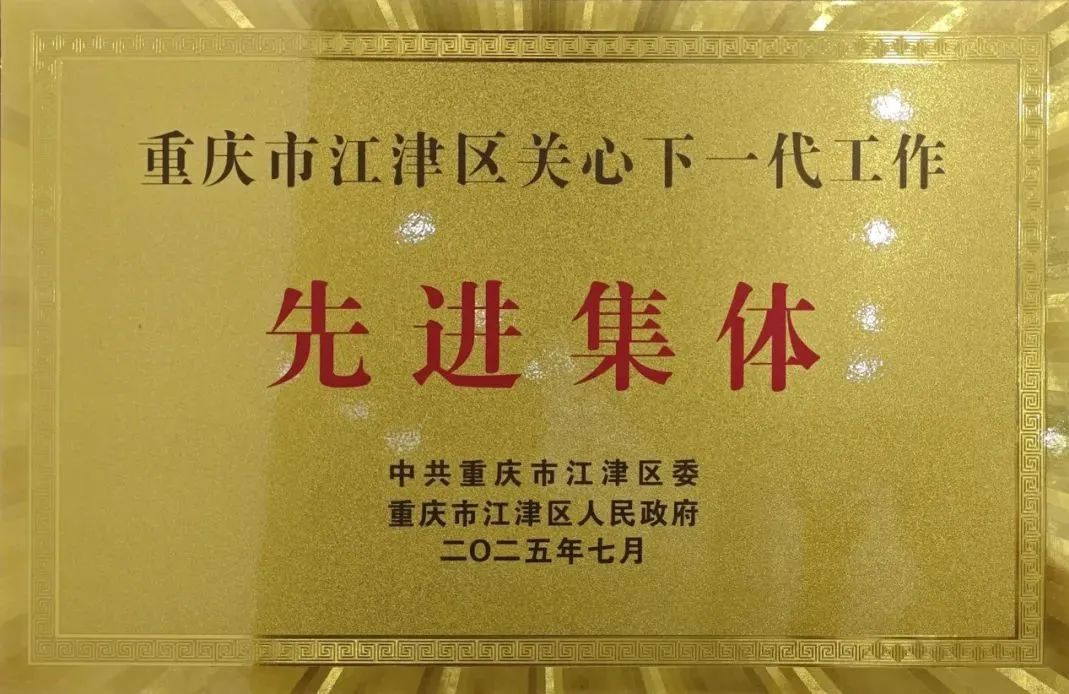 重庆市江津区关心下一代工作
先进集体
中共重庆市江津区委
重庆市江津区人民政府
二〇二五年七月